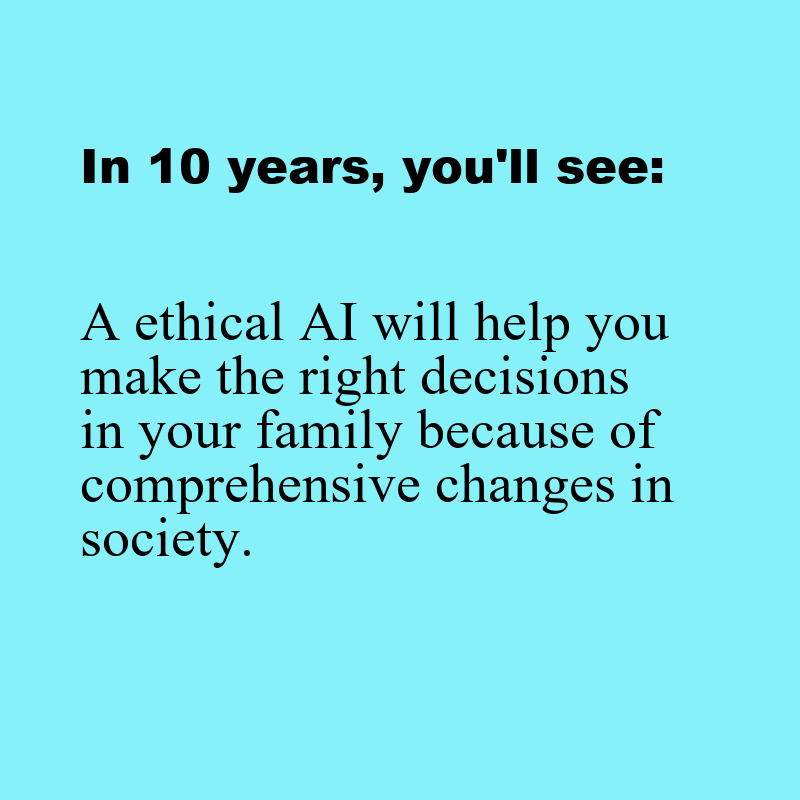 In 10 years, you'll see:
A ethical AI will help you
make the right decisions
in your family because of
comprehensive changes in
society.